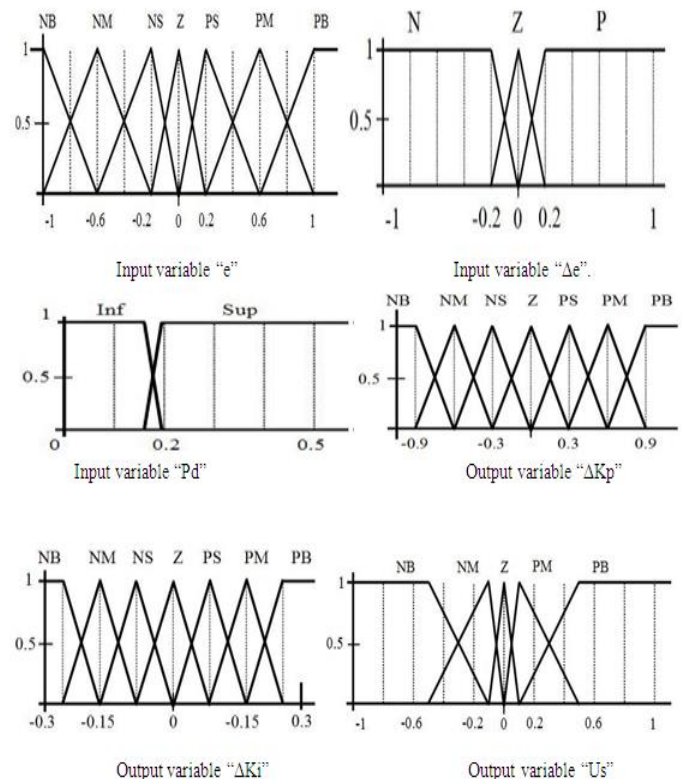 NB NM NS Z PS PM PB
1
0.5
-1 -0.6 -0.2 0 0.2 0.6 1
Input variable “e”
N Z P
1
0.5
-1 -0.2 0 0.2 1
Input variable “Δe”.
Inf Sup
1
0.5
0 0.2 0.5
Input variable “Pd”
NB NM NS Z PS PM PB
1
0.5
-0.9 -0.3 0.3 0.9
Output variable “ΔKp”
NB NM NS Z PS PM PB
1
0.5
-0.3 -0.15 0 -0.15 0.3
Output variable “ΔKi”
NB NM Z PM PB
1
0.5
-1 -0.6 -0.2 0 0.2 0.6 1
Output variable “Us”